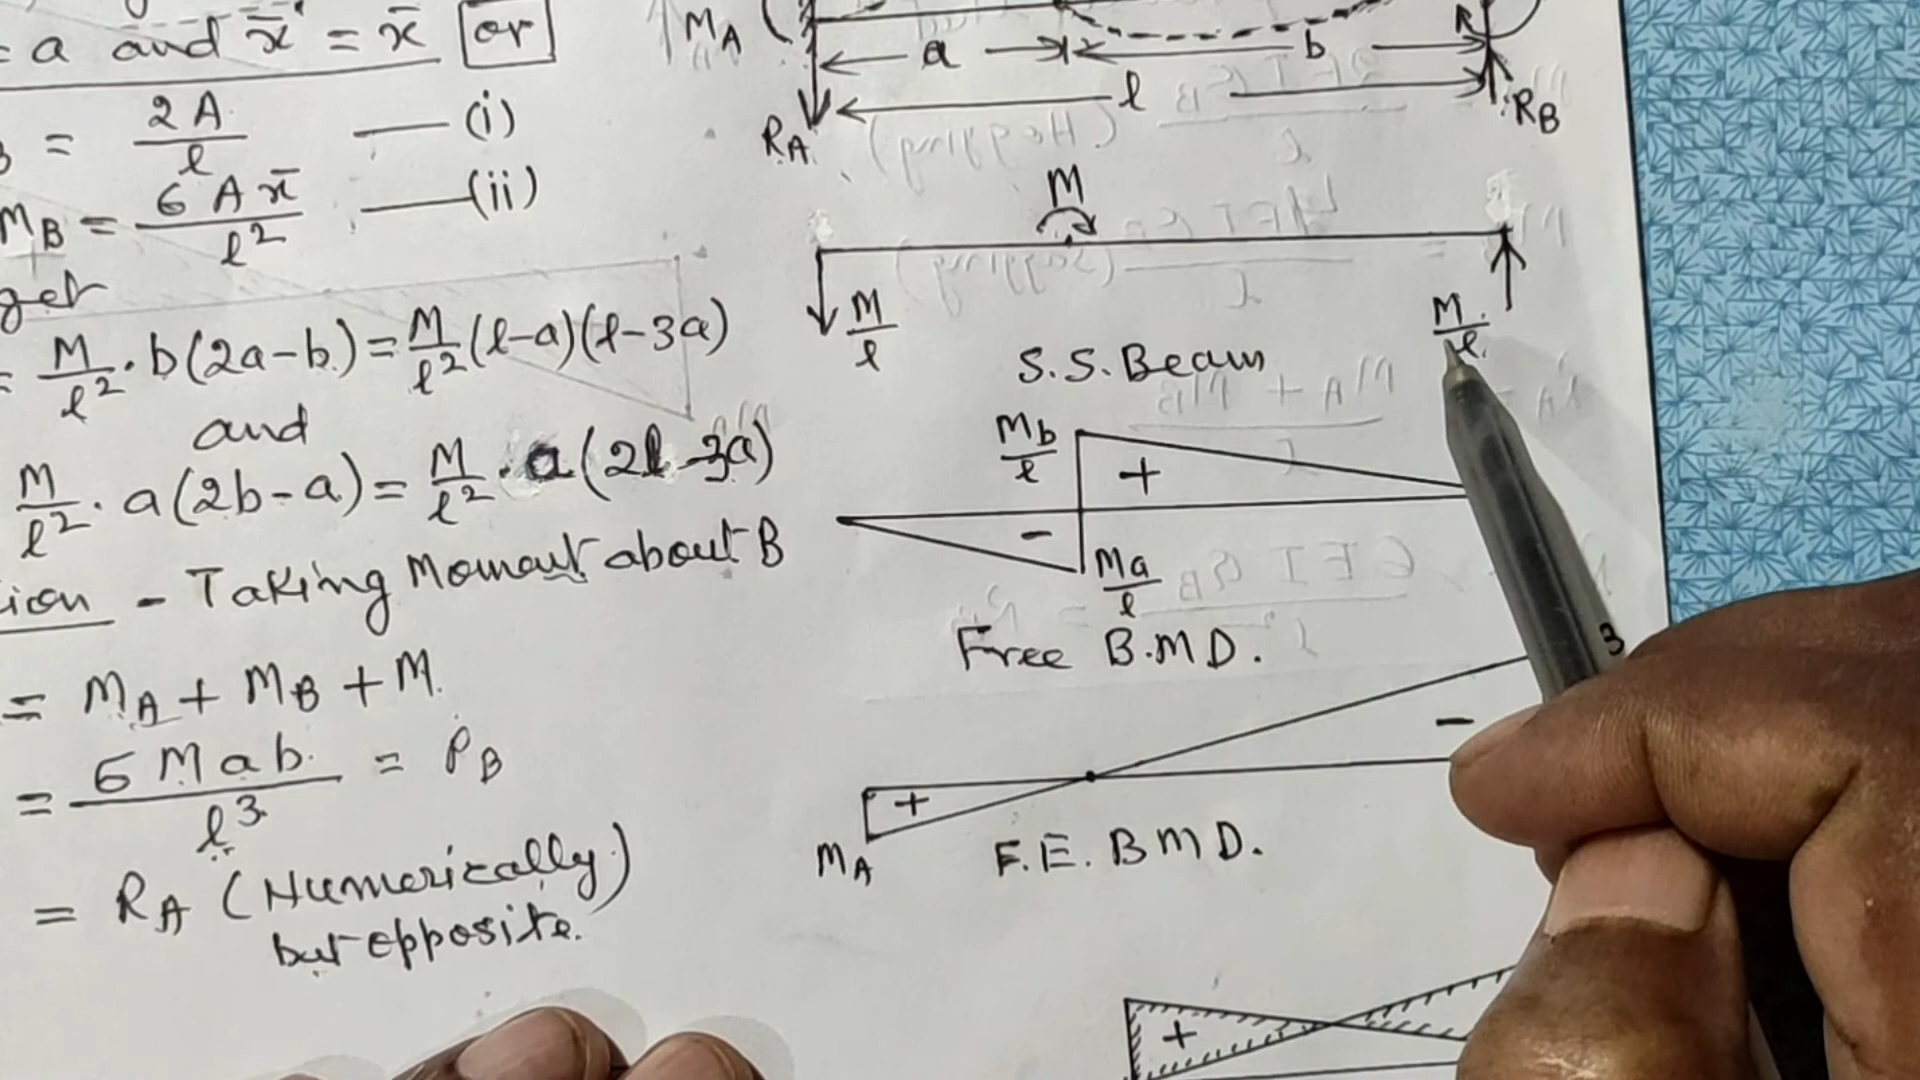 = a and x̄' = x̄ or
= 2A/l —(i)
MB = 6Ax̄/l² —(ii)
get
= M/l² · b(2a-b) = M/l² (l-a)(l-3a)
and
M/l² · a(2b-a) = M/l² · a(2l-3a)
ion - Taking Moment about B
= MA + MB + M
= 6Mab/l³ = RB
= RA (Numerically)
but opposite.
MA
a
b
l
RA
RB
M
M/l
M/l
S.S. Beam
Mb/l
+
-
Ma/l
Free B.M.D.
-
+
MA
F.E. B M D.
+